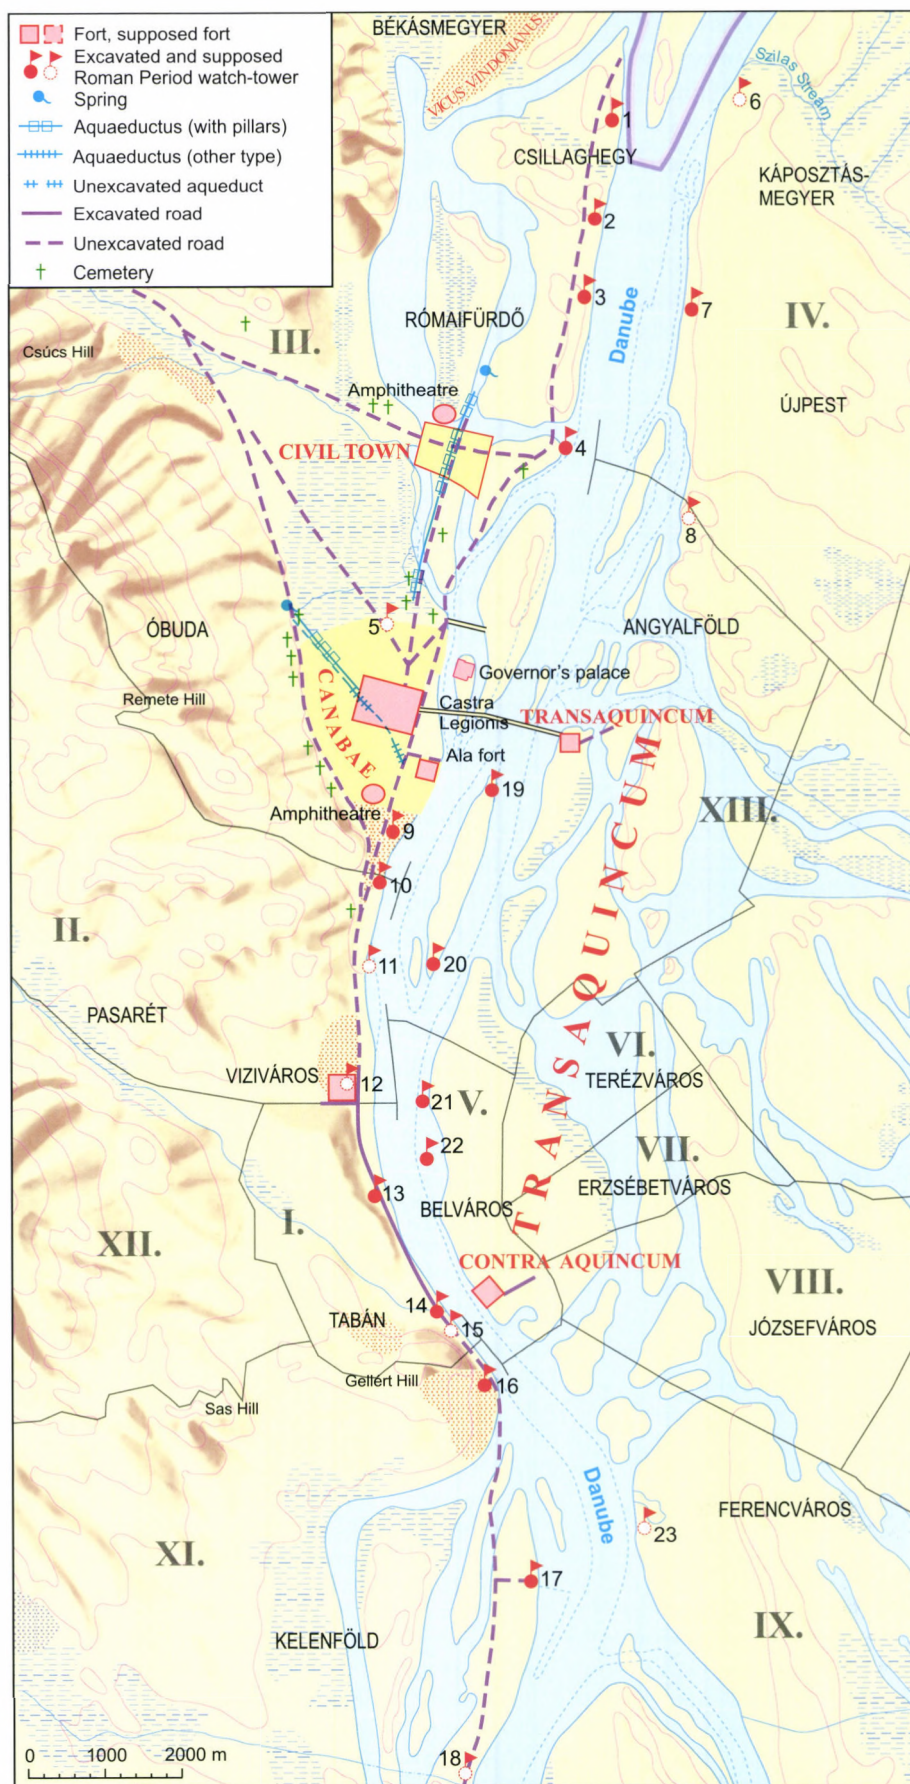 Fort, supposed fort
Excavated and supposed
Roman Period watch-tower
Spring
Aquaeductus (with pillars)
Aquaeductus (other type)
Unexcavated aqueduct
Excavated road
Unexcavated road
Cemetery
BÉKÁSMEGYER
VICUS VINDONIANUS
Szilas Stream
6
1
CSILLAGHEGY
KÁPOSZTÁS-
MEGYER
2
3
Danube
7
IV.
RÓMAIFÜRDŐ
III.
Csúcs Hill
Amphitheatre
ÚJPEST
CIVIL TOWN
4
8
5
ÓBUDA
ANGYALFÖLD
Governor's palace
Remete Hill
CANABAE
Castra
Legionis
TRANSAQUINCUM
Ala fort
19
XIII.
Amphitheatre
9
10
TRANSAQUINCUM
II.
11
20
PASARÉT
VI.
TERÉZVÁROS
VIZIVÁROS
12
21
V.
22
VII.
ERZSÉBETVÁROS
13
BELVÁROS
I.
XII.
CONTRA AQUINCUM
VIII.
14
TABÁN
15
JÓZSEFVÁROS
Gellért Hill
16
Sas Hill
Danube
FERENCVÁROS
23
XI.
17
IX.
KELENFÖLD
18
0 1000 2000 m